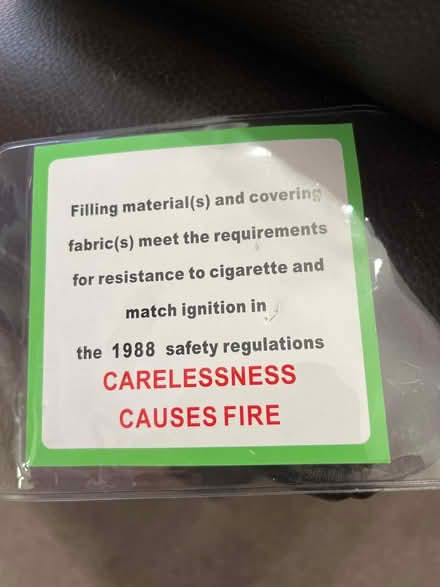 Filling material(s) and covering
fabric(s) meet the requirements
for resistance to cigarette and
match ignition in
the 1988 safety regulations
CARELESSNESS
CAUSES FIRE